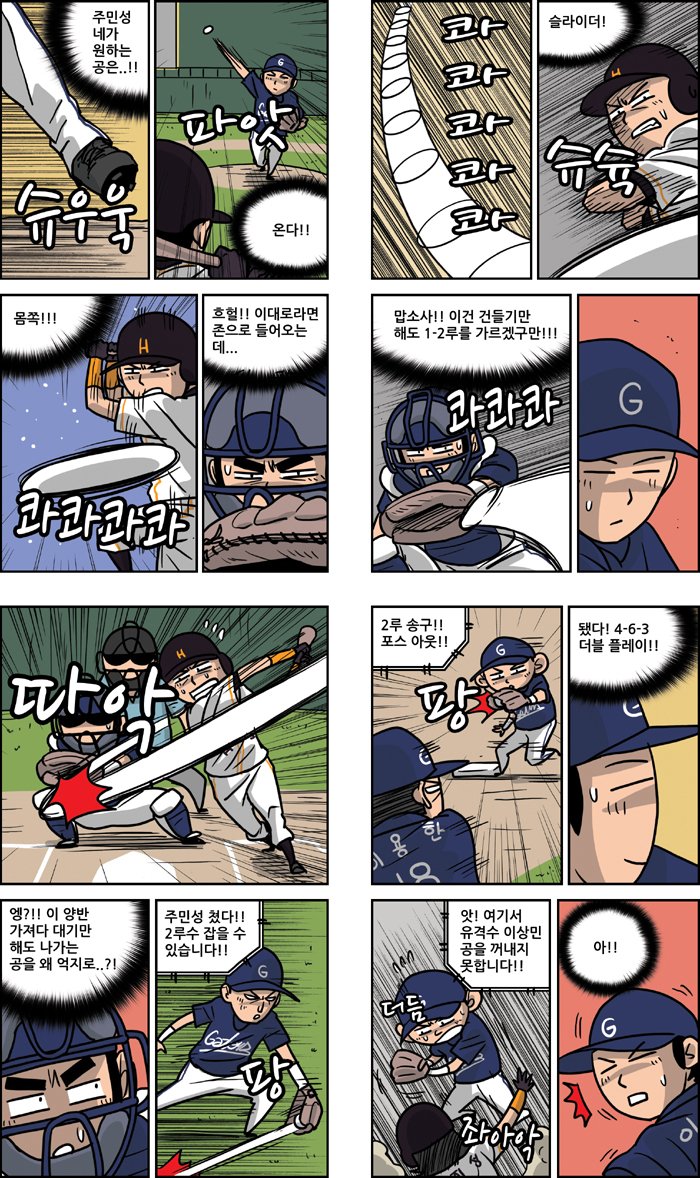 주민성
네가
원하는
공은..!!
슈우욱
파앗
G
온다!!
몸쪽!!!
H
콰콰콰콰
흐헐!! 이대로라면
존으로 들어오는
데...
콰
콰
콰
콰
콰
슬라이더!
H
슈슉
맙소사!! 이건 건들기만
해도 1-2루를 가르겠구만!!!
콰콰콰
G
따악
H
엥?!! 이 양반
가져다 대기만
해도 나가는
공을 왜 억지로..?!
주민성 쳤다!!
2루수 잡을 수
있습니다!!
G
팡
2루 송구!!
포스 아웃!!
G
팡
G
이용한
18
됐다! 4-6-3
더블 플레이!!
G
앗! 여기서
유격수 이상민
공을 꺼내지
못합니다!!
더듬
좌아악
아!!
G
이